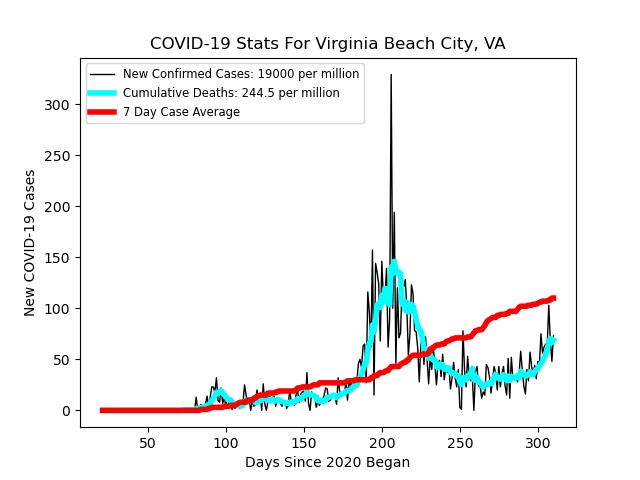 COVID-19 Stats For Virginia Beach City, VA
New Confirmed Cases: 19000 per million
Cumulative Deaths: 244.5 per million
7 Day Case Average
300
250
200
150
100
50
0
New COVID-19 Cases
50 100 150 200 250 300
Days Since 2020 Began